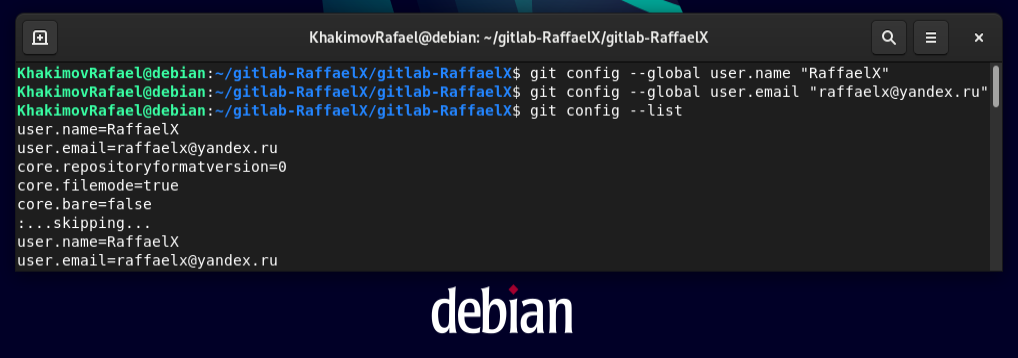 KhakimovRafael@debian: ~/gitlab-RaffaelX/gitlab-RaffaelX
KhakimovRafael@debian:~/gitlab-RaffaelX/gitlab-RaffaelX$ git config --global user.name "RaffaelX"
KhakimovRafael@debian:~/gitlab-RaffaelX/gitlab-RaffaelX$ git config --global user.email "raffaelx@yandex.ru"
KhakimovRafael@debian:~/gitlab-RaffaelX/gitlab-RaffaelX$ git config --list
user.name=RaffaelX
user.email=raffaelx@yandex.ru
core.repositoryformatversion=0
core.filemode=true
core.bare=false
:...skipping...
user.name=RaffaelX
user.email=raffaelx@yandex.ru
debian